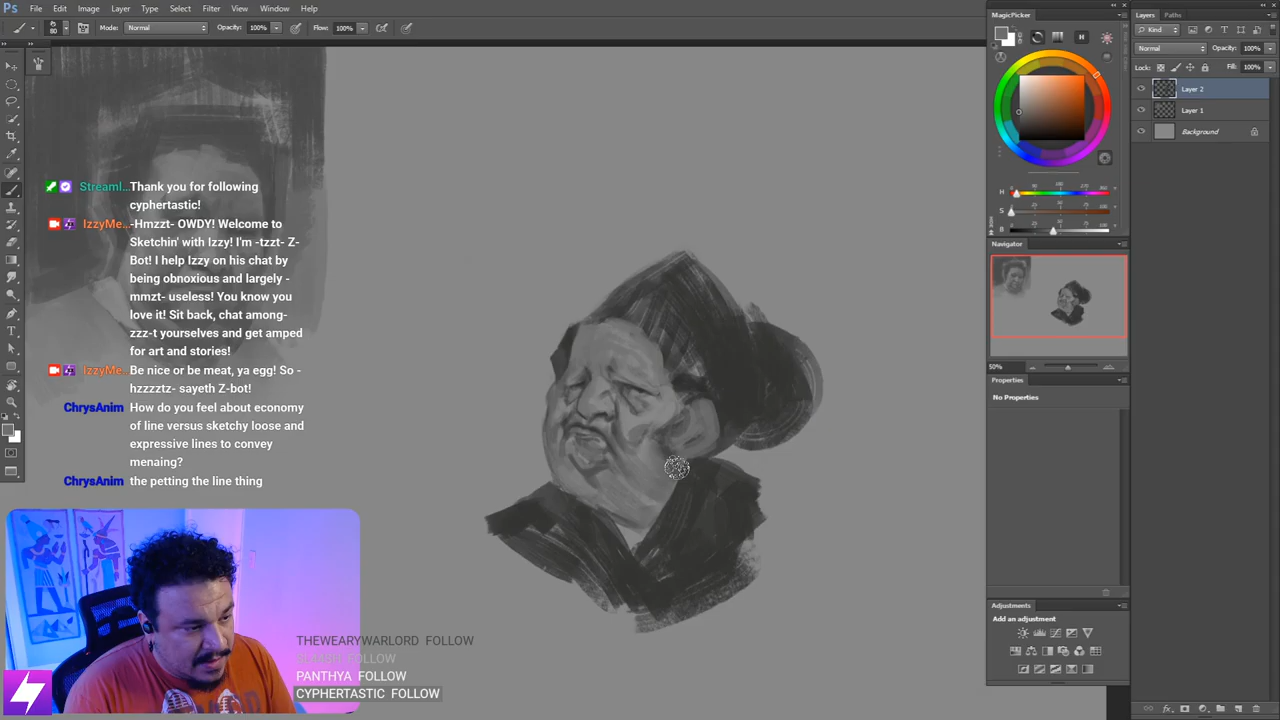 Ps File Edit Image Layer Type Select Filter View Window Help
80 Mode: Normal Opacity: 100% Flow: 100%
MagicPicker
H
H
S
B
Navigator
50%
Properties
No Properties
Adjustments
Add an adjustment
Layers Paths
Kind
Normal Opacity: 100%
Lock: Fill: 100%
Layer 2
Layer 1
Background
fx
Streaml... Thank you for following
cyphertastic!
IzzyMe... -Hmzzt- OWDY! Welcome to
Sketchin' with Izzy! I'm -tzzt- Z-
Bot! I help Izzy on his chat by
being obnoxious and largely -
mmzt- useless! You know you
love it! Sit back, chat among-
zzz-t yourselves and get amped
for art and stories!
IzzyMe... Be nice or be meat, ya egg! So -
hzzzztz- sayeth Z-bot!
ChrysAnim How do you feel about economy
of line versus sketchy loose and
expressive lines to convey
menaing?
ChrysAnim the petting the line thing
THEWEARYWARLORD FOLLOW
FOLLOW
PANTHYA FOLLOW
CYPHERTASTIC FOLLOW